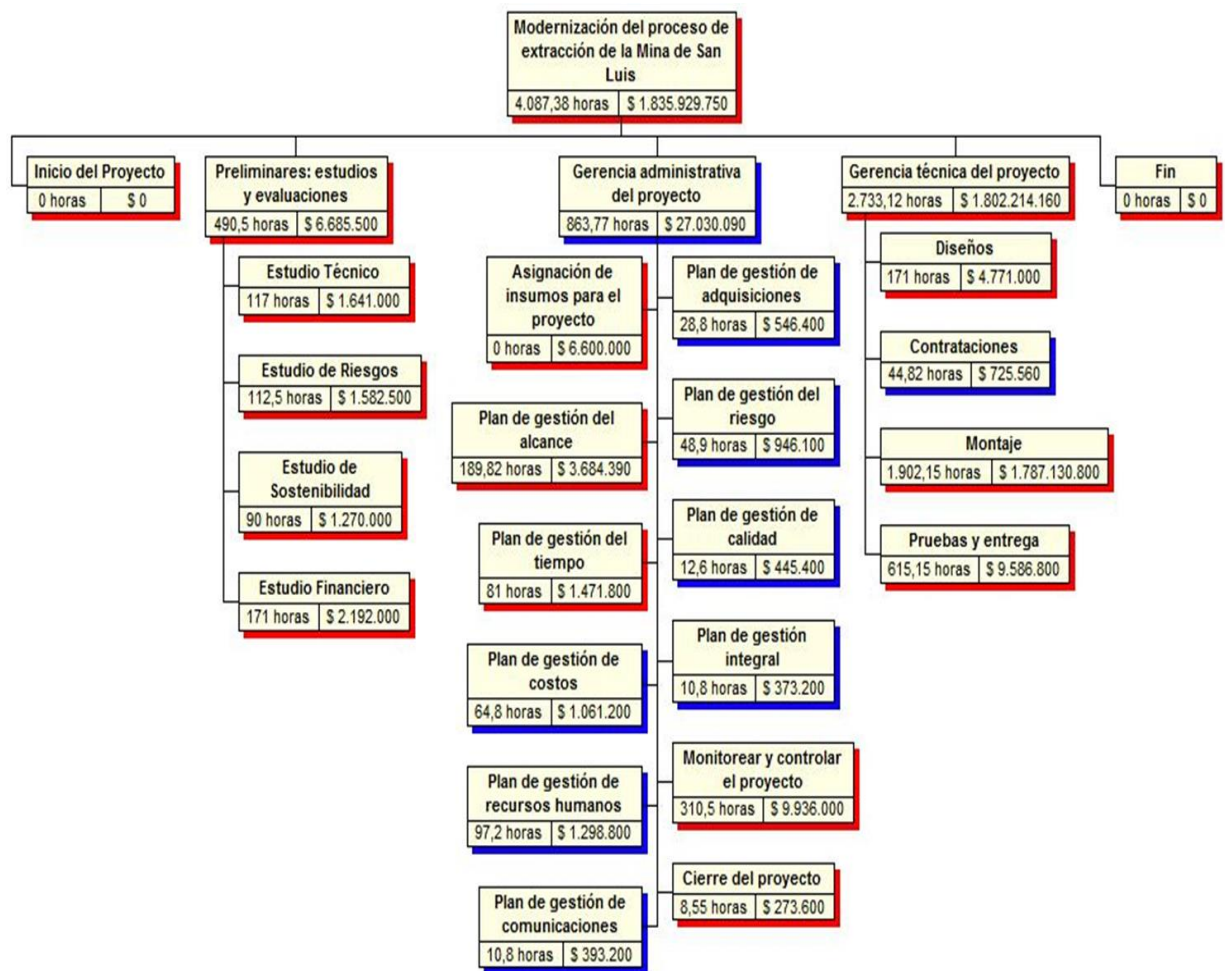 Modernización del proceso de
extracción de la Mina de San
Luis
4.087,38 horas $ 1.835.929.750
Inicio del Proyecto
0 horas $ 0
Preliminares: estudios
y evaluaciones
490,5 horas $ 6.685.500
Estudio Técnico
117 horas $ 1.641.000
Estudio de Riesgos
112,5 horas $ 1.582.500
Estudio de
Sostenibilidad
90 horas $ 1.270.000
Estudio Financiero
171 horas $ 2.192.000
Gerencia administrativa
del proyecto
863,77 horas $ 27.030.090
Asignación de
insumos para el
proyecto
0 horas $ 6.600.000
Plan de gestión del
alcance
189,82 horas $ 3.684.390
Plan de gestión del
tiempo
81 horas $ 1.471.800
Plan de gestión de
costos
64,8 horas $ 1.061.200
Plan de gestión de
recursos humanos
97,2 horas $ 1.298.800
Plan de gestión de
comunicaciones
10,8 horas $ 393.200
Plan de gestión de
adquisiciones
28,8 horas $ 546.400
Plan de gestión del
riesgo
48,9 horas $ 946.100
Plan de gestión de
calidad
12,6 horas $ 445.400
Plan de gestión
integral
10,8 horas $ 373.200
Monitorear y controlar
el proyecto
310,5 horas $ 9.936.000
Cierre del proyecto
8,55 horas $ 273.600
Gerencia técnica del proyecto
2.733,12 horas $ 1.802.214.160
Diseños
171 horas $ 4.771.000
Contrataciones
44,82 horas $ 725.560
Montaje
1.902,15 horas $ 1.787.130.800
Pruebas y entrega
615,15 horas $ 9.586.800
Fin
0 horas $ 0